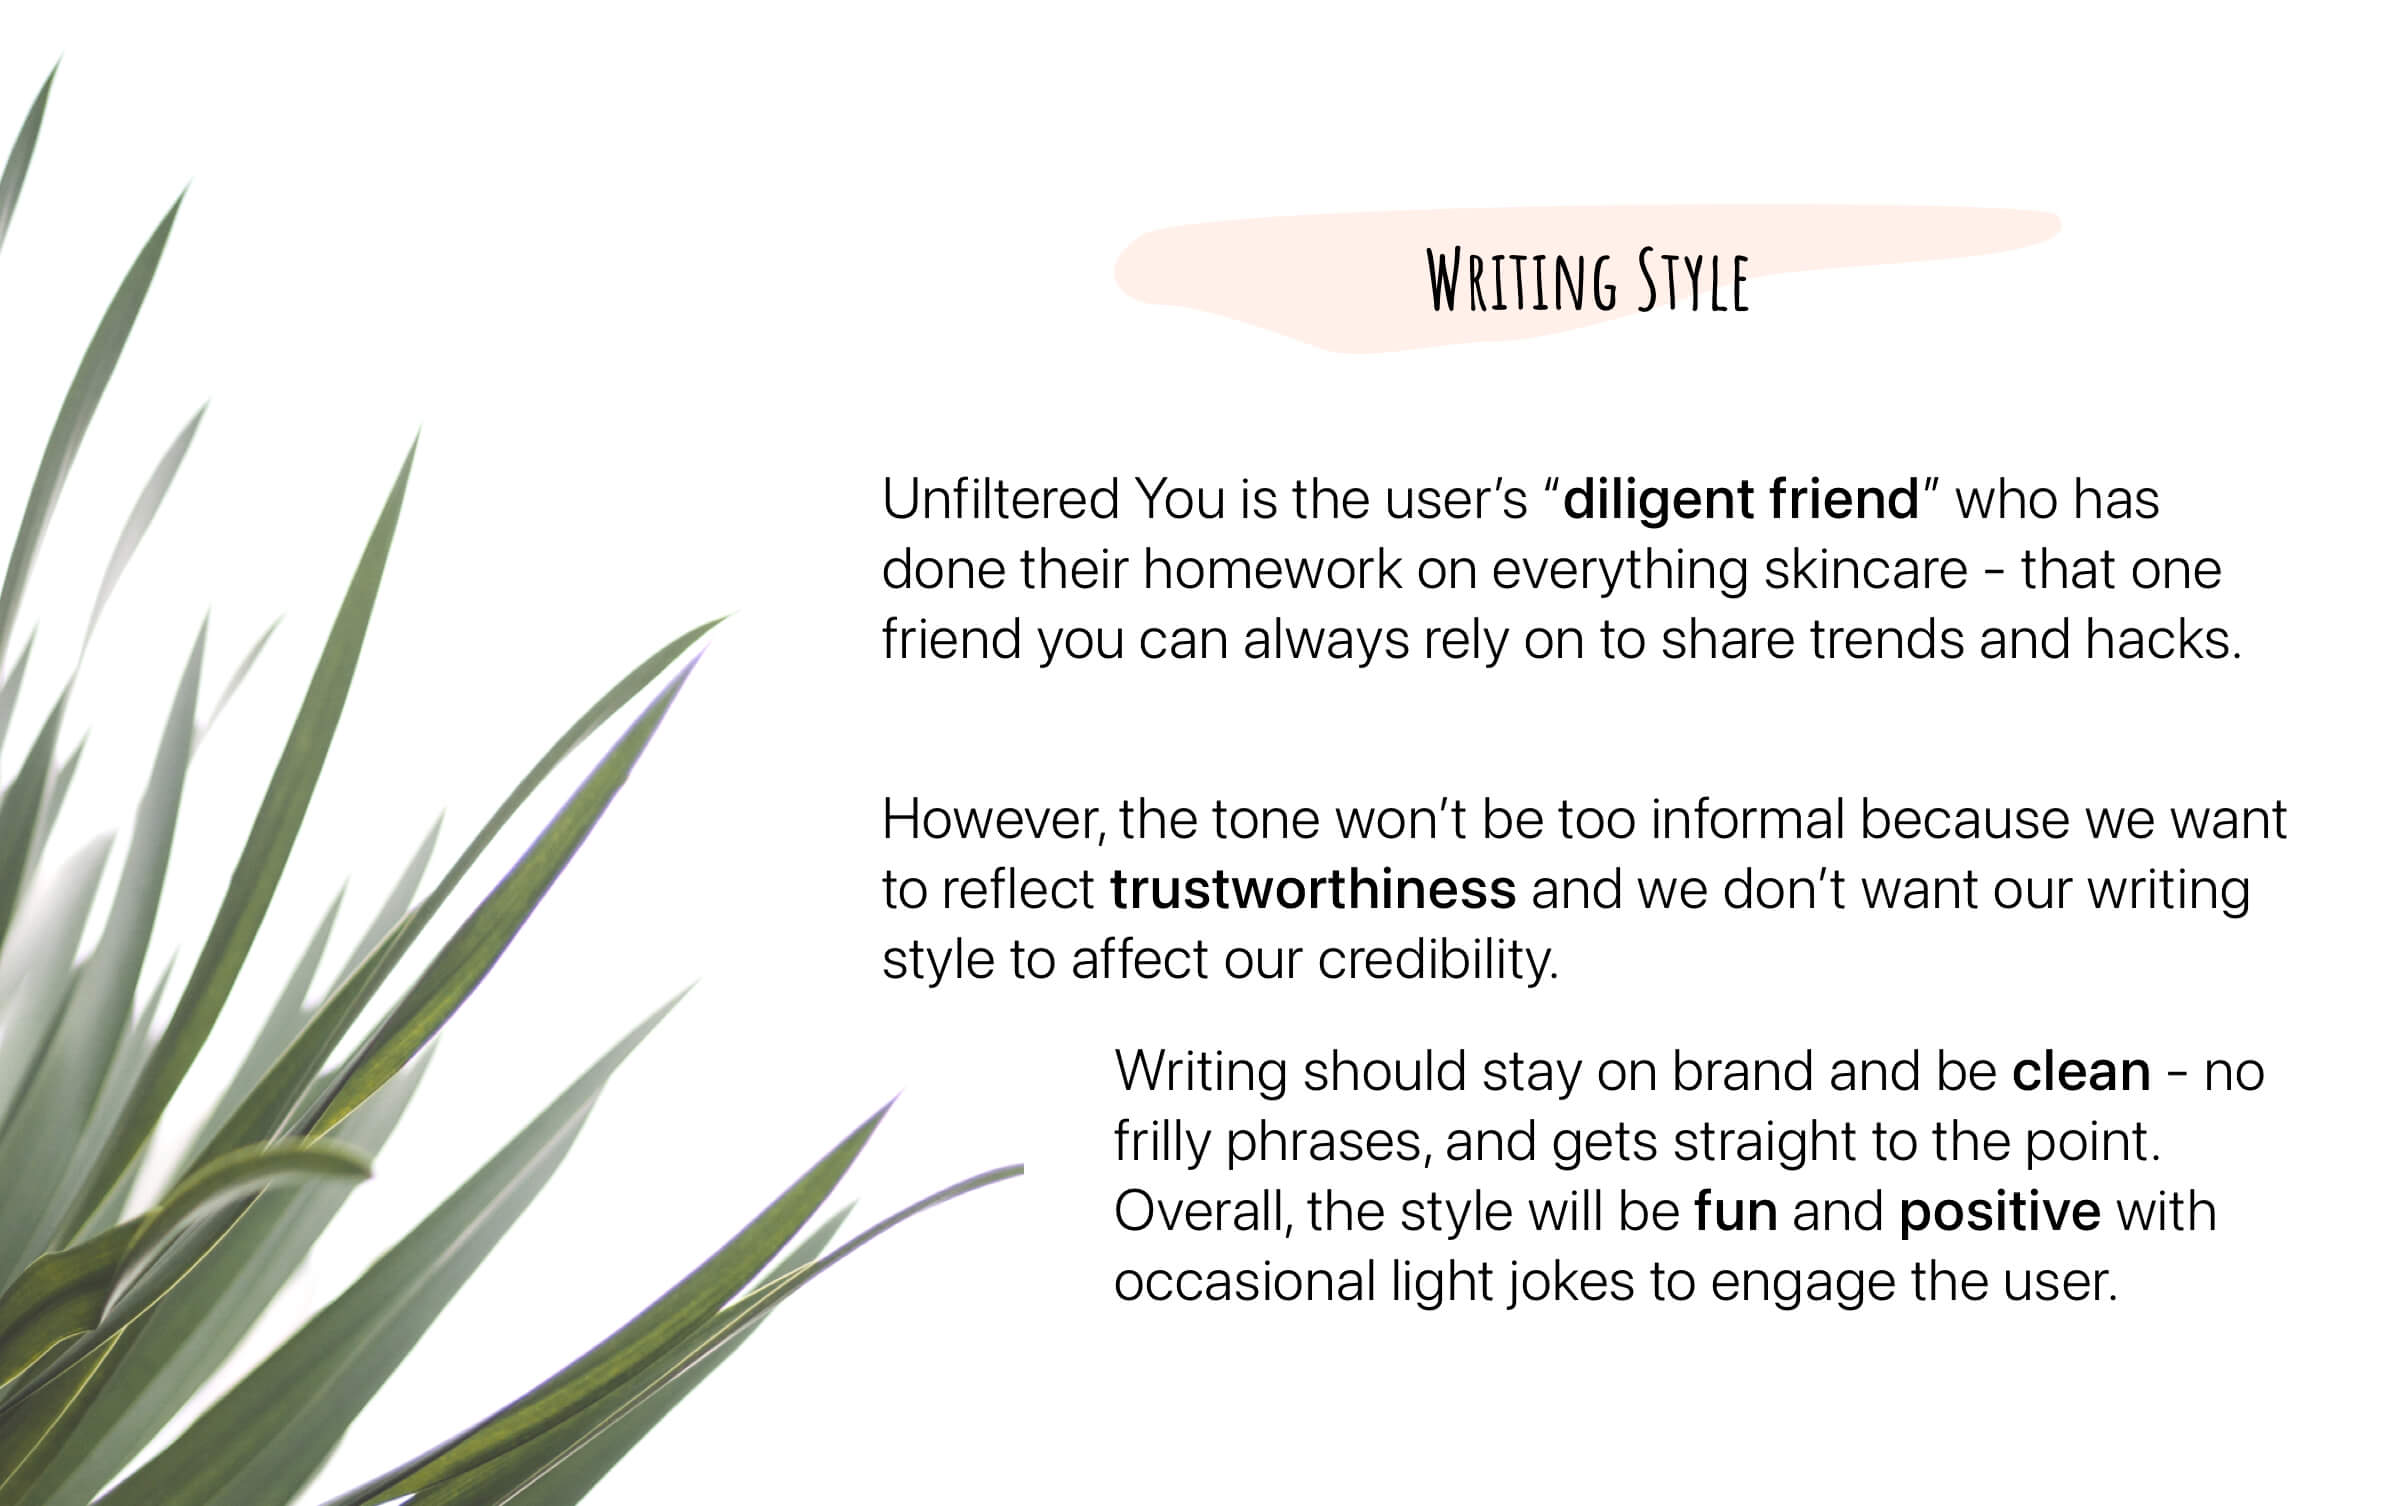 Writing Style
Unfiltered You is the user’s “diligent friend” who has
done their homework on everything skincare - that one
friend you can always rely on to share trends and hacks.
However, the tone won’t be too informal because we want
to reflect trustworthiness and we don’t want our writing
style to affect our credibility.
Writing should stay on brand and be clean - no
frilly phrases, and gets straight to the point.
Overall, the style will be fun and positive with
occasional light jokes to engage the user.